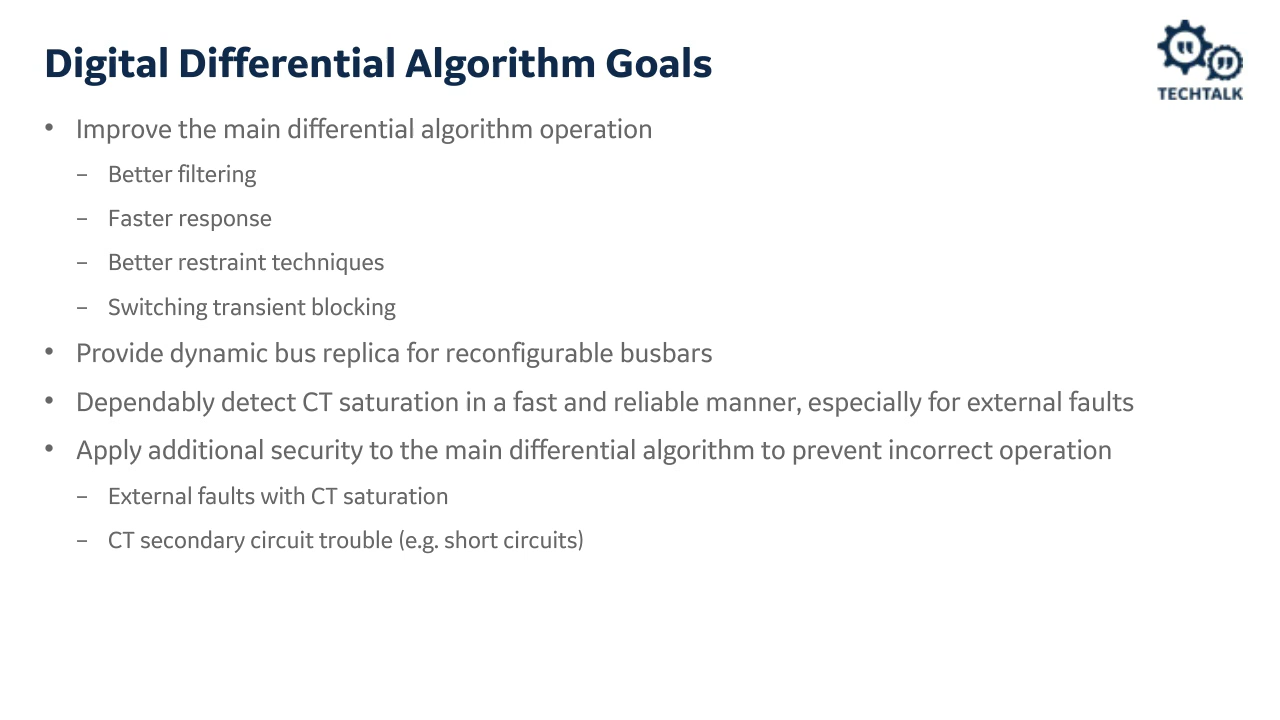 Digital Differential Algorithm Goals
TECHTALK
• Improve the main differential algorithm operation
– Better filtering
– Faster response
– Better restraint techniques
– Switching transient blocking
• Provide dynamic bus replica for reconfigurable busbars
• Dependably detect CT saturation in a fast and reliable manner, especially for external faults
• Apply additional security to the main differential algorithm to prevent incorrect operation
– External faults with CT saturation
– CT secondary circuit trouble (e.g. short circuits)